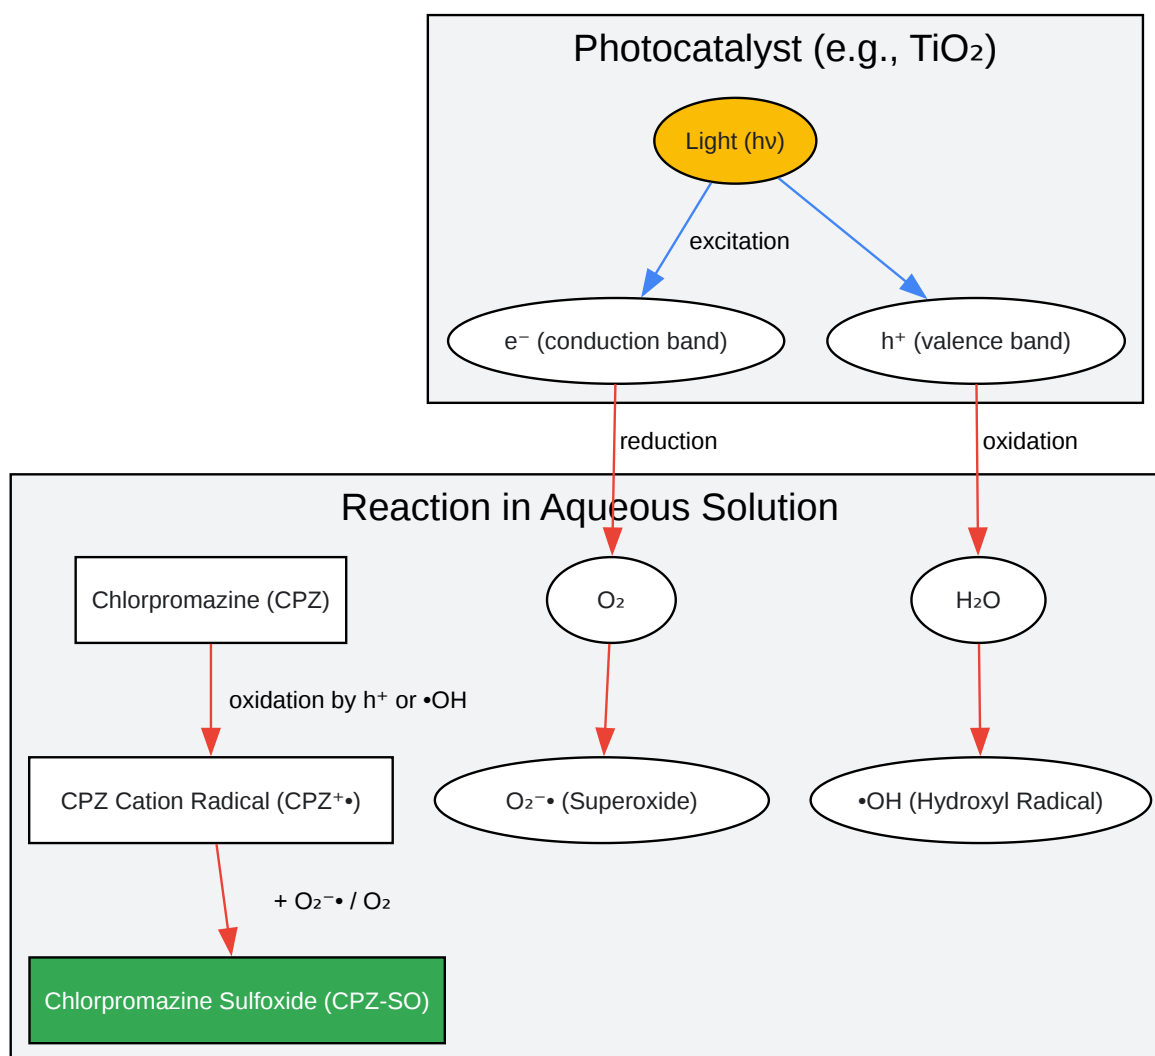 Photocatalyst (e.g., TiO₂)
Light (hν)
excitation
e⁻ (conduction band)
h⁺ (valence band)
reduction
oxidation
Reaction in Aqueous Solution
Chlorpromazine (CPZ)
O₂
H₂O
oxidation by h⁺ or •OH
CPZ Cation Radical (CPZ⁺•)
O₂⁻• (Superoxide)
•OH (Hydroxyl Radical)
+ O₂⁻• / O₂
Chlorpromazine Sulfoxide (CPZ-SO)